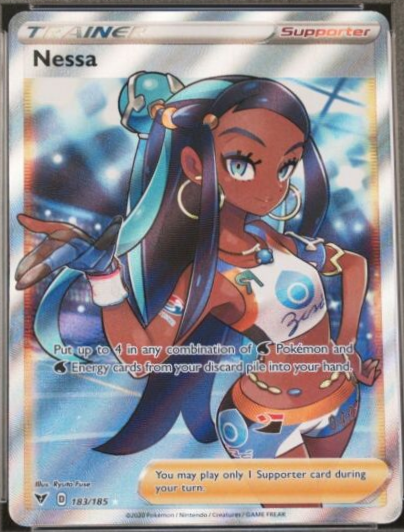 TRAINER Supporter
Nessa
Put up to 4 in any combination of Pokémon and
Energy cards from your discard pile into your hand.
Illus. Ryuta Fuse
You may play only 1 Supporter card during
your turn.
D 183/185
©2020 Pokémon / Nintendo / Creatures / GAME FREAK